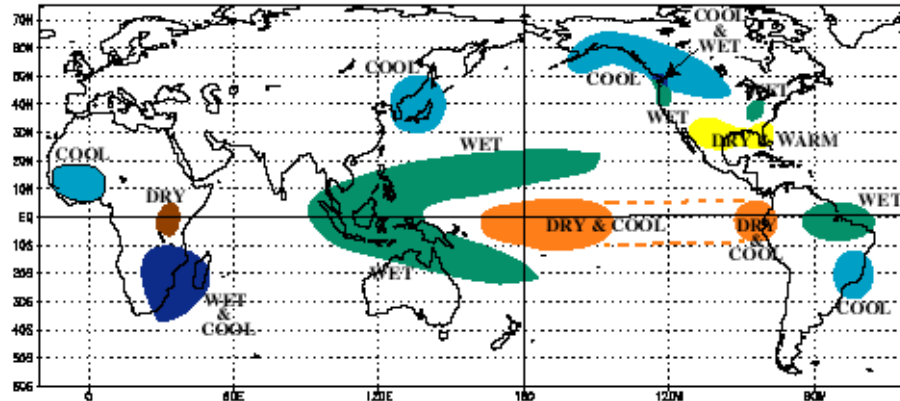 70N
COOL
&
WET
60N
COOL
COOL
50N
40N
WET
WET
30N
DRY & WARM
20N
COOL
WET
10N
DRY
WET
EQ
DRY & COOL
DRY
&
COOL
10S
20S
WET
30S
WET
&
COOL
COOL
40S
50S
60S
0
60E
120E
180
120W
60W